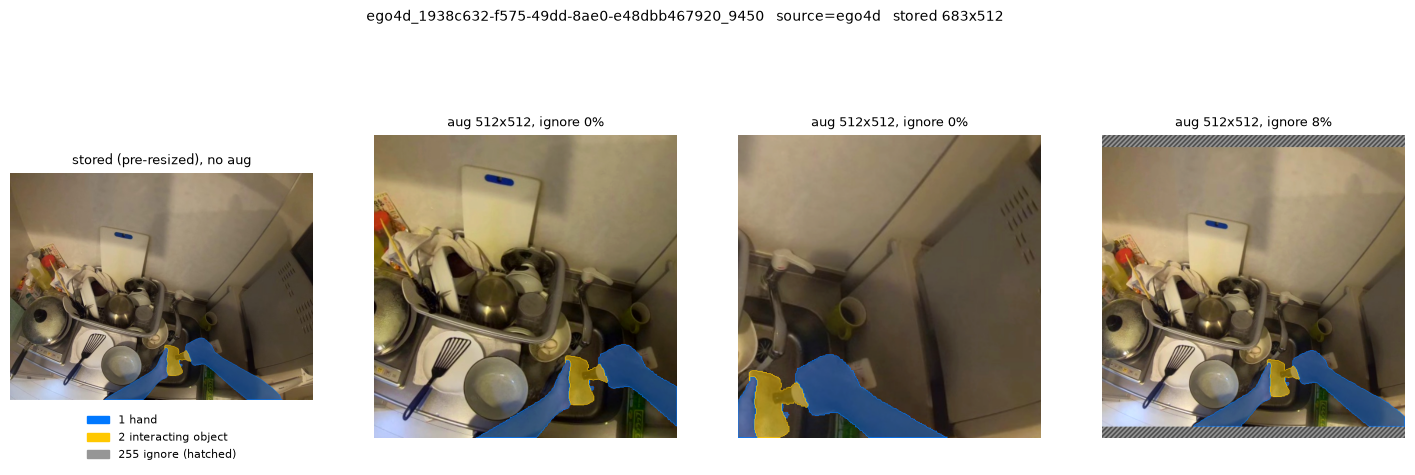 ego4d_1938c632-f575-49dd-8ae0-e48dbb467920_9450   source=ego4d   stored 683x512
stored (pre-resized), no aug
aug 512x512, ignore 0%
aug 512x512, ignore 0%
aug 512x512, ignore 8%
1 hand
2 interacting object
255 ignore (hatched)